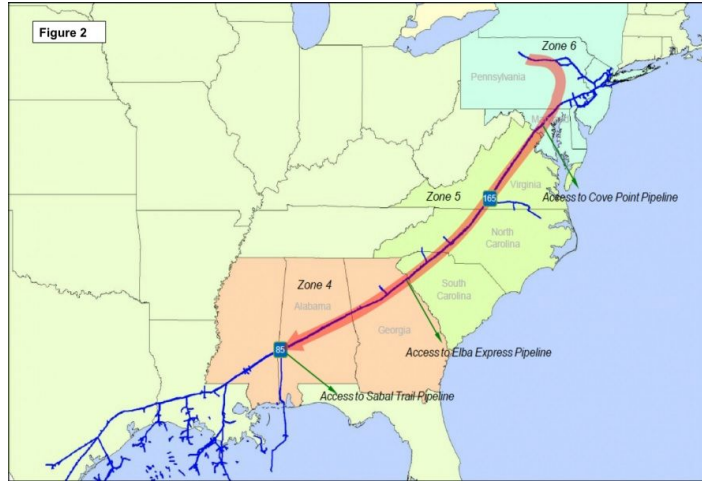 Figure 2
Zone 6
Pennsylvania
Maryland
Virginia
Access to Cove Point Pipeline
Zone 5
165
North
Carolina
South
Carolina
Zone 4
Alabama
Georgia
85
Access to Elba Express Pipeline
Access to Sabal Trail Pipeline